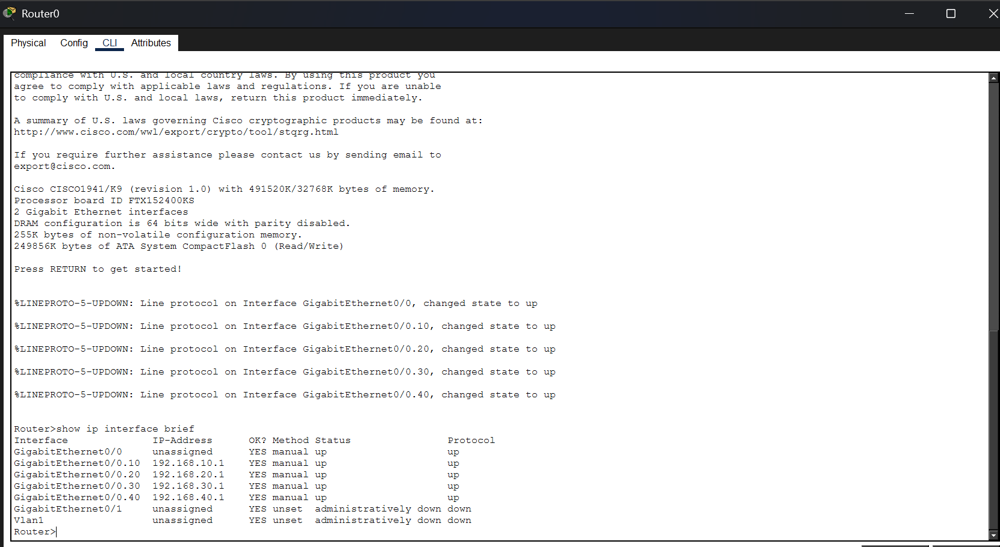 Router0
Physical Config CLI Attributes
compliance with U.S. and local country laws. By using this product you
agree to comply with applicable laws and regulations. If you are unable
to comply with U.S. and local laws, return this product immediately.
A summary of U.S. laws governing Cisco cryptographic products may be found at:
http://www.cisco.com/wwl/export/crypto/tool/stqrg.html
If you require further assistance please contact us by sending email to
export@cisco.com.
Cisco CISCO1941/K9 (revision 1.0) with 491520K/32768K bytes of memory.
Processor board ID FTX152400KS
2 Gigabit Ethernet interfaces
DRAM configuration is 64 bits wide with parity disabled.
255K bytes of non-volatile configuration memory.
249856K bytes of ATA System CompactFlash 0 (Read/Write)
Press RETURN to get started!
%LINEPROTO-5-UPDOWN: Line protocol on Interface GigabitEthernet0/0, changed state to up
%LINEPROTO-5-UPDOWN: Line protocol on Interface GigabitEthernet0/0.10, changed state to up
%LINEPROTO-5-UPDOWN: Line protocol on Interface GigabitEthernet0/0.20, changed state to up
%LINEPROTO-5-UPDOWN: Line protocol on Interface GigabitEthernet0/0.30, changed state to up
%LINEPROTO-5-UPDOWN: Line protocol on Interface GigabitEthernet0/0.40, changed state to up
Router>show ip interface brief
Interface IP-Address OK? Method Status Protocol
GigabitEthernet0/0 unassigned YES manual up up
GigabitEthernet0/0.10 192.168.10.1 YES manual up up
GigabitEthernet0/0.20 192.168.20.1 YES manual up up
GigabitEthernet0/0.30 192.168.30.1 YES manual up up
GigabitEthernet0/0.40 192.168.40.1 YES manual up up
GigabitEthernet0/1 unassigned YES unset administratively down down
Vlan1 unassigned YES unset administratively down down
Router>